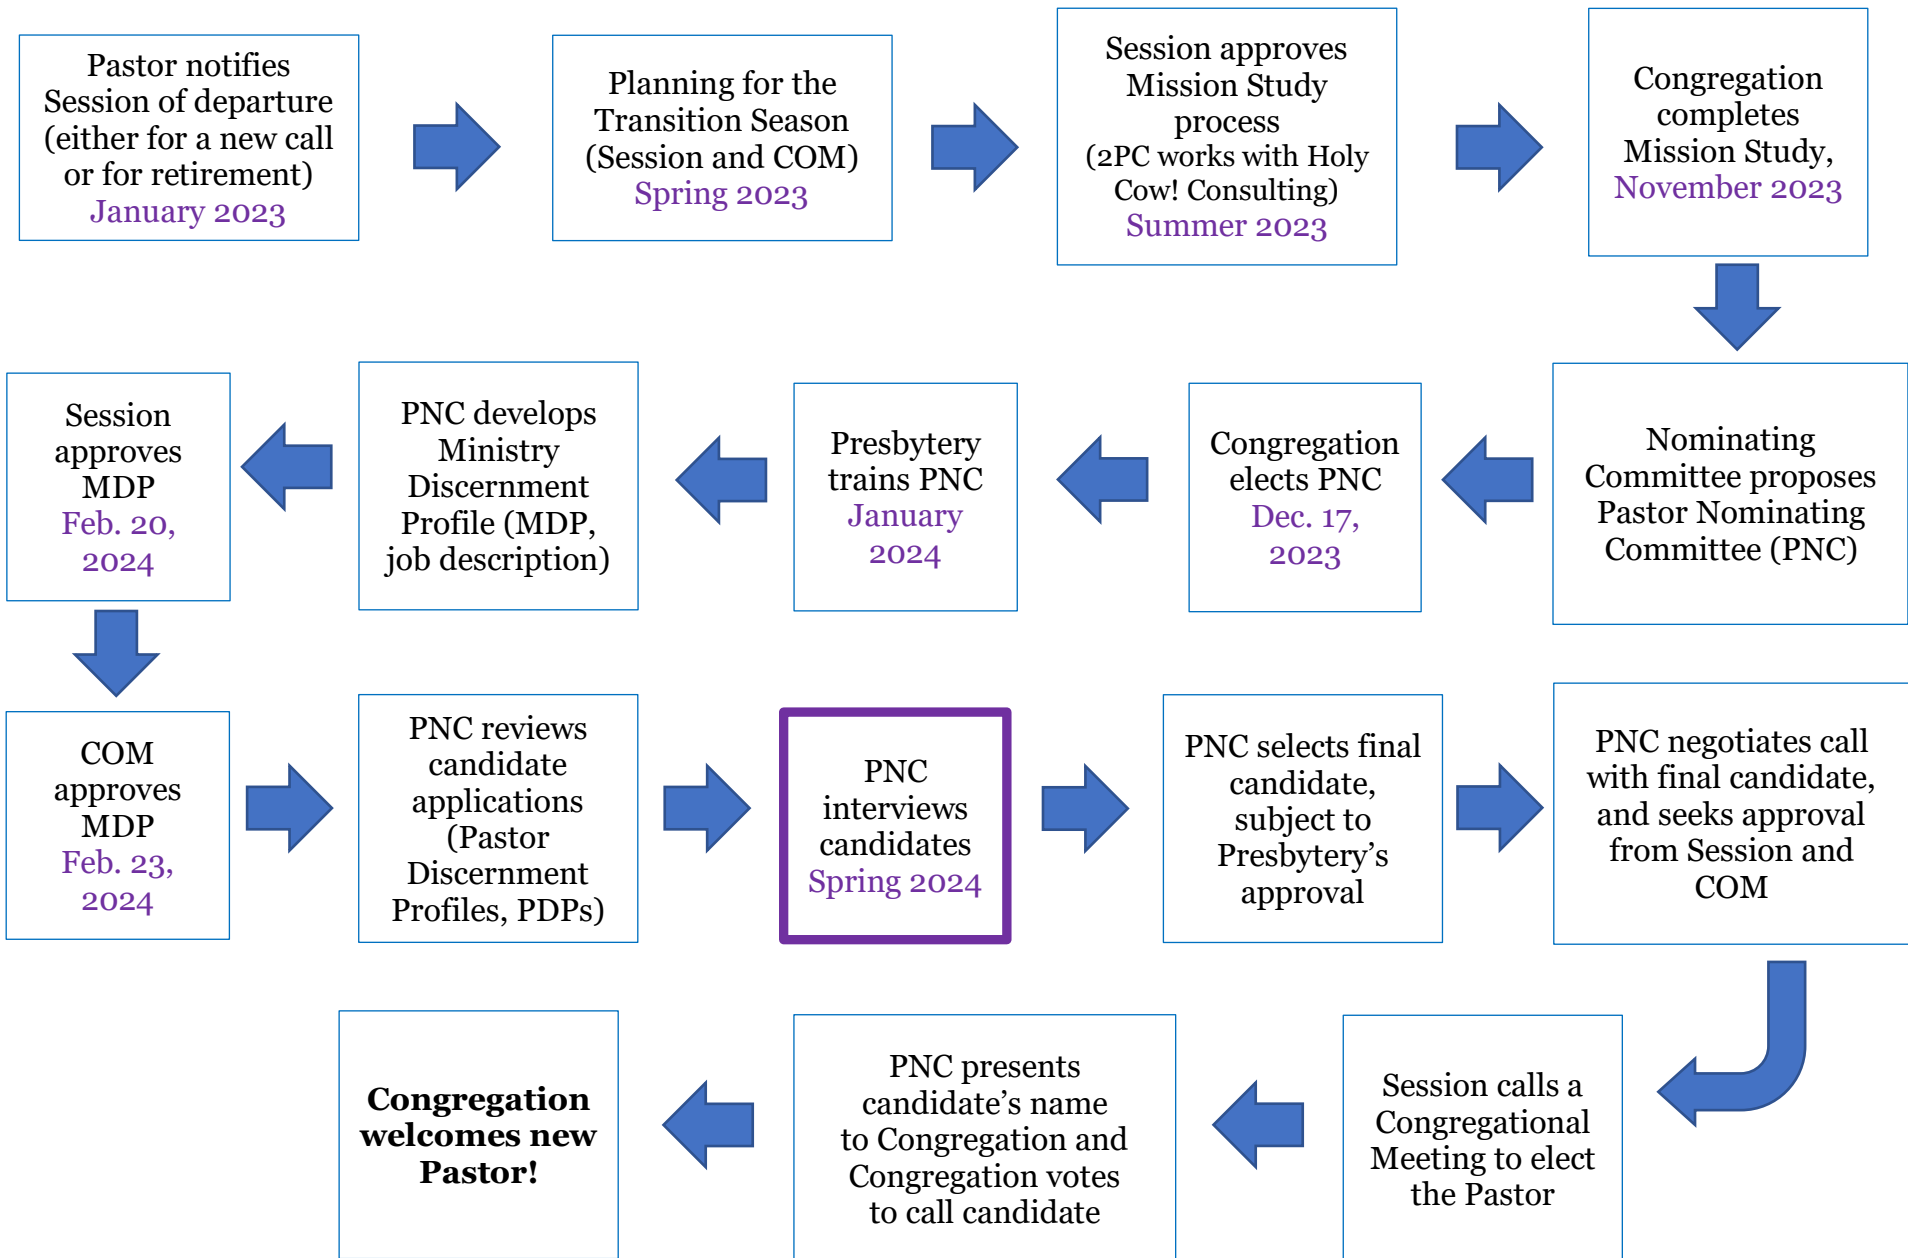 Pastor notifies
Session of departure
(either for a new call
or for retirement)
January 2023
Planning for the
Transition Season
(Session and COM)
Spring 2023
Session approves
Mission Study
process
(2PC works with Holy
Cow! Consulting)
Summer 2023
Congregation
completes
Mission Study,
November 2023
Nominating
Committee proposes
Pastor Nominating
Committee (PNC)
Congregation
elects PNC
Dec. 17,
2023
Presbytery
trains PNC
January
2024
PNC develops
Ministry
Discernment
Profile (MDP,
job description)
Session
approves
MDP
Feb. 20,
2024
COM
approves
MDP
Feb. 23,
2024
PNC reviews
candidate
applications
(Pastor
Discernment
Profiles, PDPs)
PNC
interviews
candidates
Spring 2024
PNC selects final
candidate,
subject to
Presbytery’s
approval
PNC negotiates call
with final candidate,
and seeks approval
from Session and
COM
Session calls a
Congregational
Meeting to elect
the Pastor
PNC presents
candidate’s name
to Congregation and
Congregation votes
to call candidate
Congregation
welcomes new
Pastor!